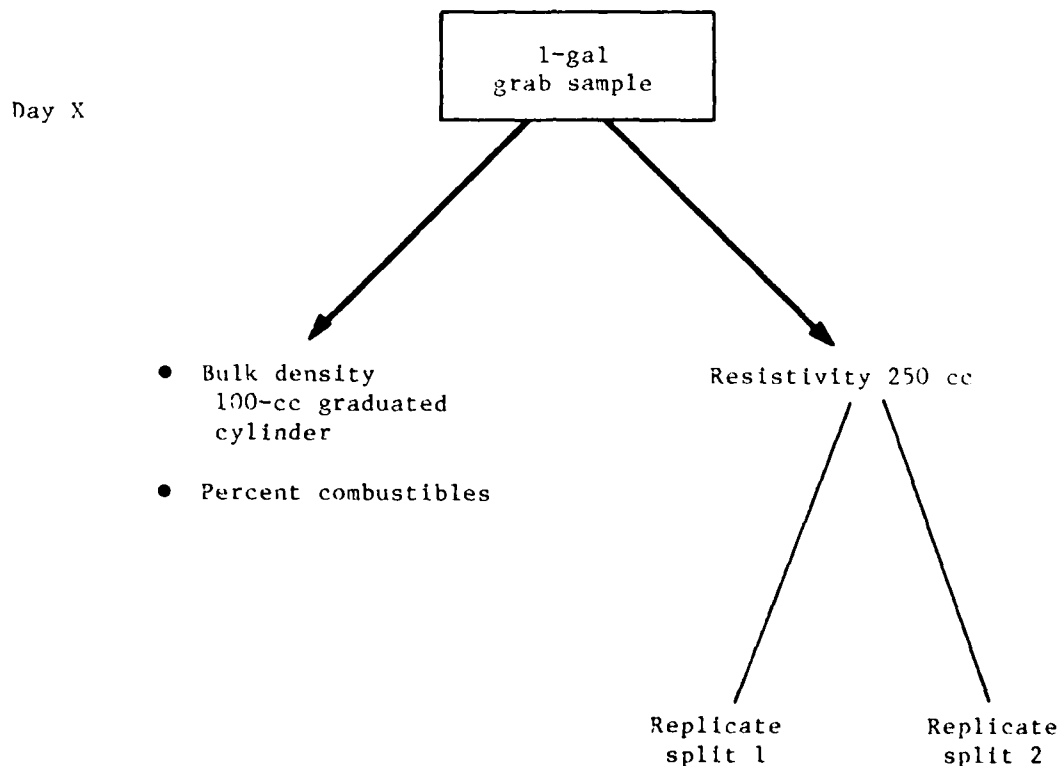 1-gal
grab sample
Day X
● Bulk density
100-cc graduated
cylinder
● Percent combustibles
Resistivity 250 cc
Replicate
split 1
Replicate
split 2